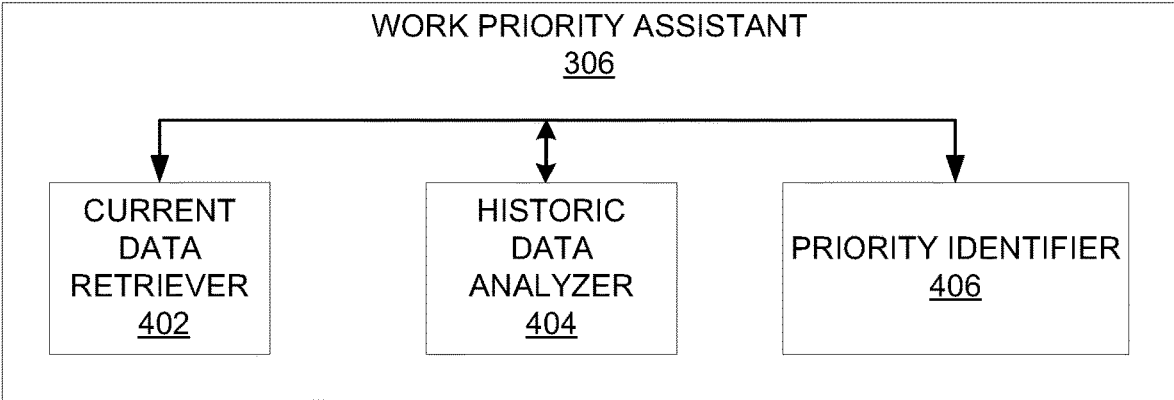 WORK PRIORITY ASSISTANT
306
CURRENT
DATA
RETRIEVER
402
HISTORIC
DATA
ANALYZER
404
PRIORITY IDENTIFIER
406